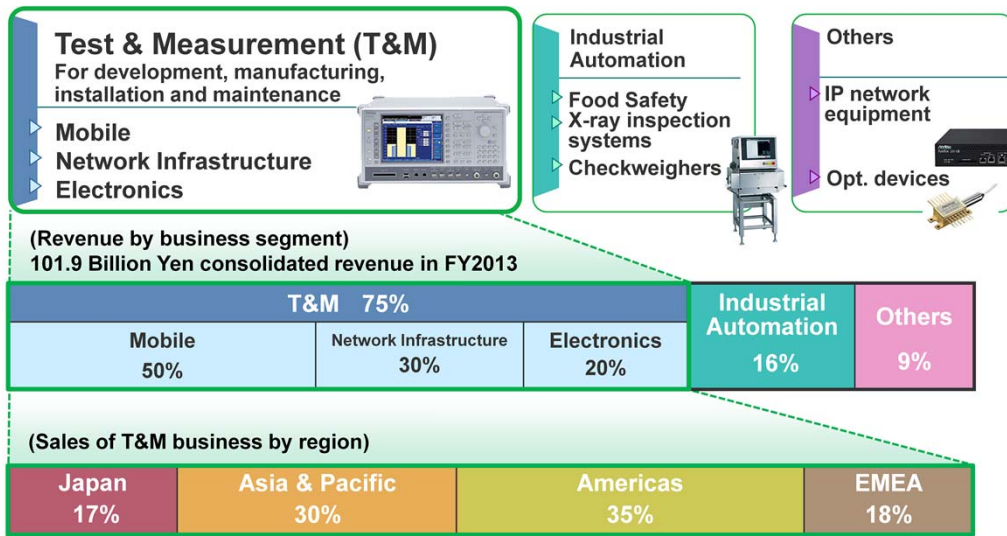 Test & Measurement (T&M)
For development, manufacturing,
installation and maintenance
Mobile
Network Infrastructure
Electronics
Industrial
Automation
Food Safety
X-ray inspection
systems
Checkweighers
Others
IP network
equipment
Opt. devices
(Revenue by business segment)
101.9 Billion Yen consolidated revenue in FY2013
T&M 75%
Mobile
50%
Network Infrastructure
30%
Electronics
20%
Industrial
Automation
16%
Others
9%
(Sales of T&M business by region)
Japan
17%
Asia & Pacific
30%
Americas
35%
EMEA
18%